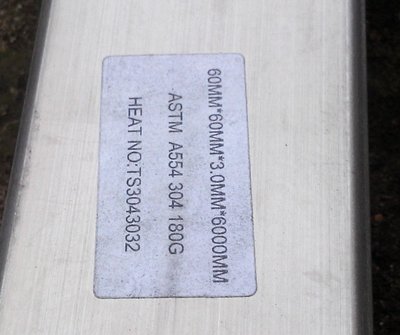 60MM*60MM*3.0MM*6000MM
ASTM A554 304 180G
HEAT NO:TS3043032